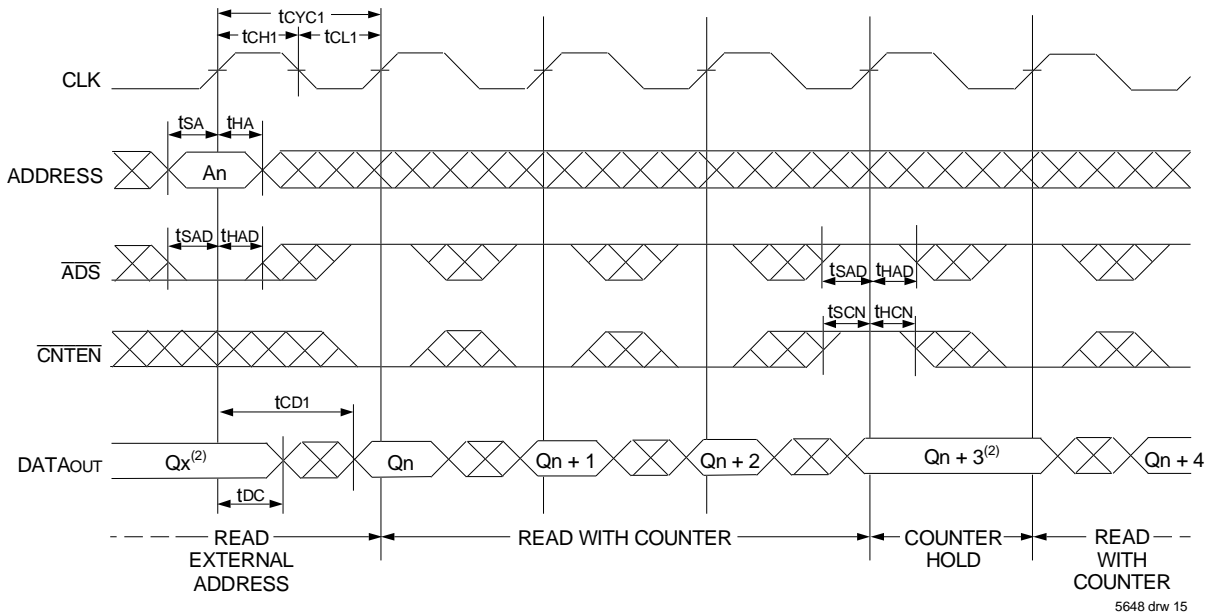 tCYC1
tCH1 tCL1
CLK
tSA tHA
ADDRESS An
tSAD tHAD
ADS
tSAD tHAD
tSCN tHCN
CNTEN
tCD1
DATAOUT Qx(2) Qn Qn + 1 Qn + 2 Qn + 3(2) Qn + 4
tDC
READ EXTERNAL ADDRESS
READ WITH COUNTER
COUNTER HOLD
READ WITH COUNTER
5648 drw 15